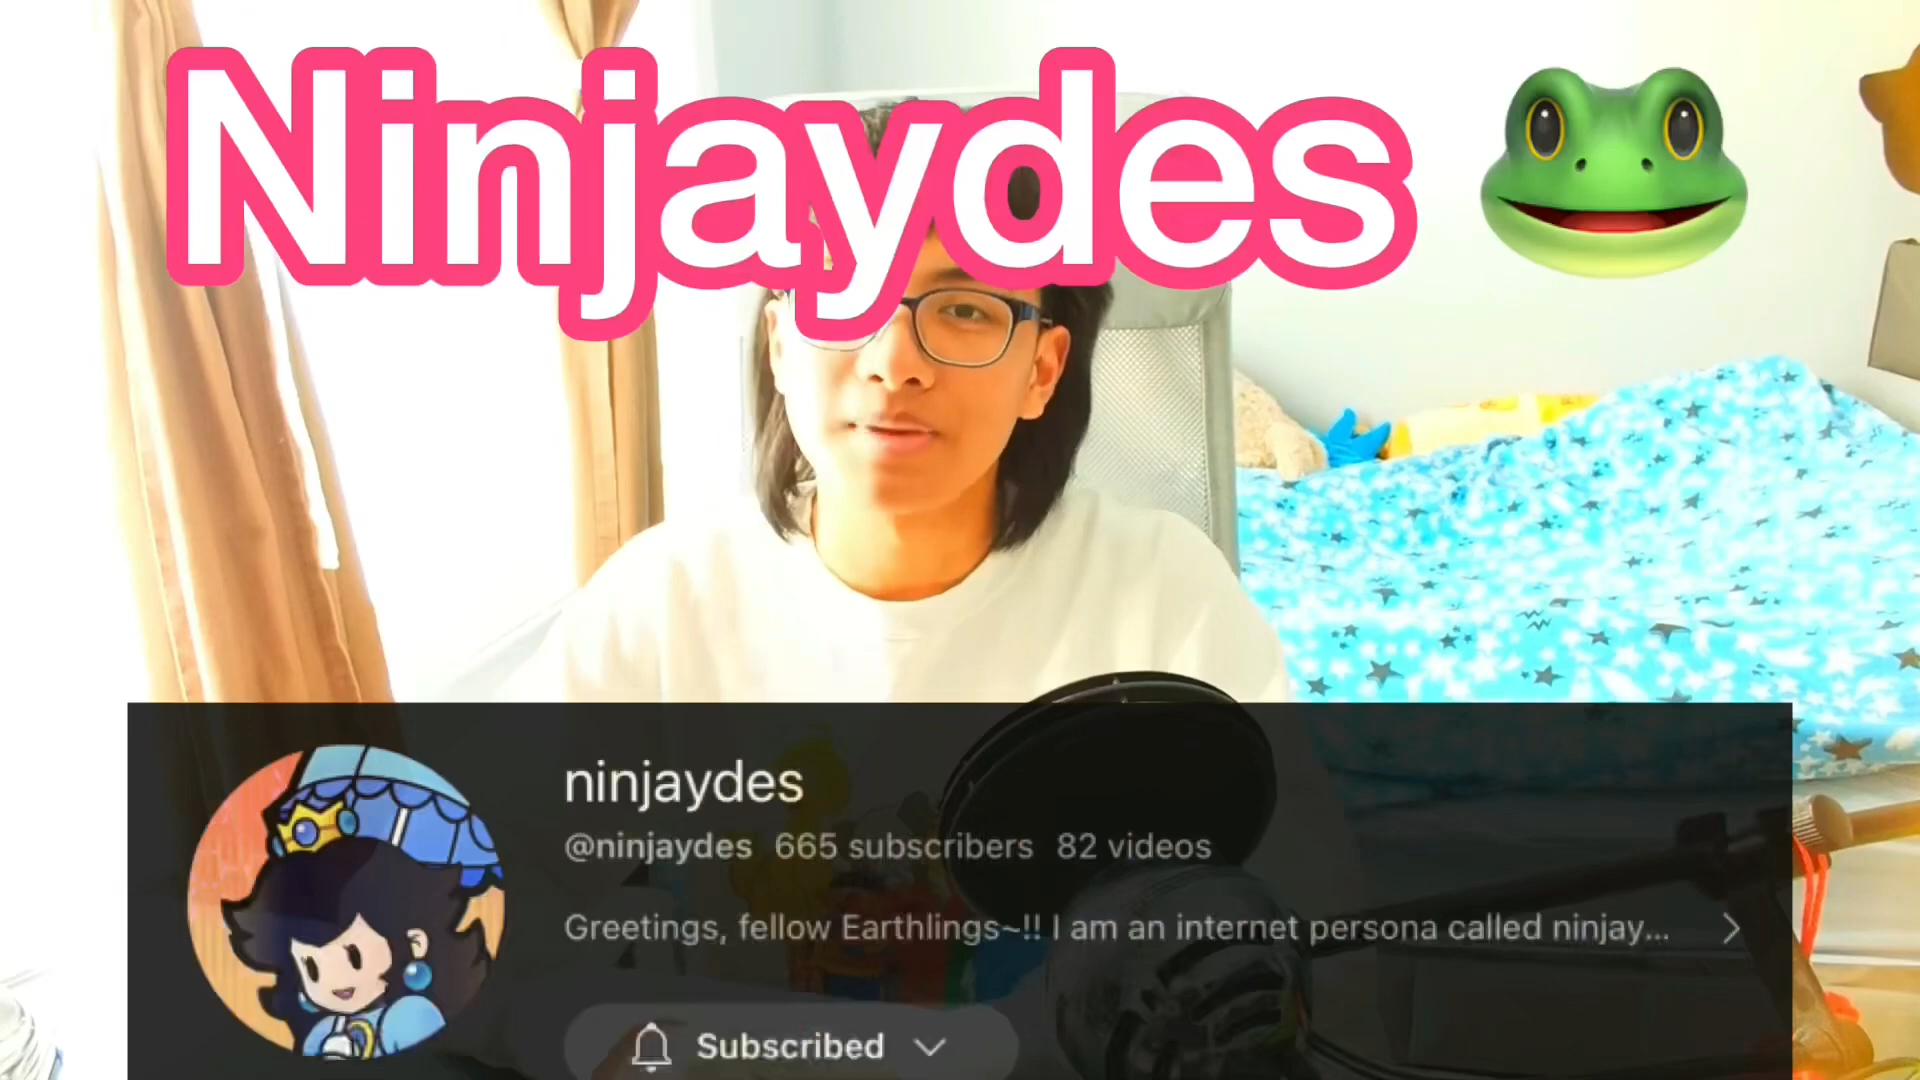 Ninjaydes 🐸
ninjaydes
@ninjaydes 665 subscribers 82 videos
Greetings, fellow Earthlings~!! I am an internet persona called ninjay...
Subscribed